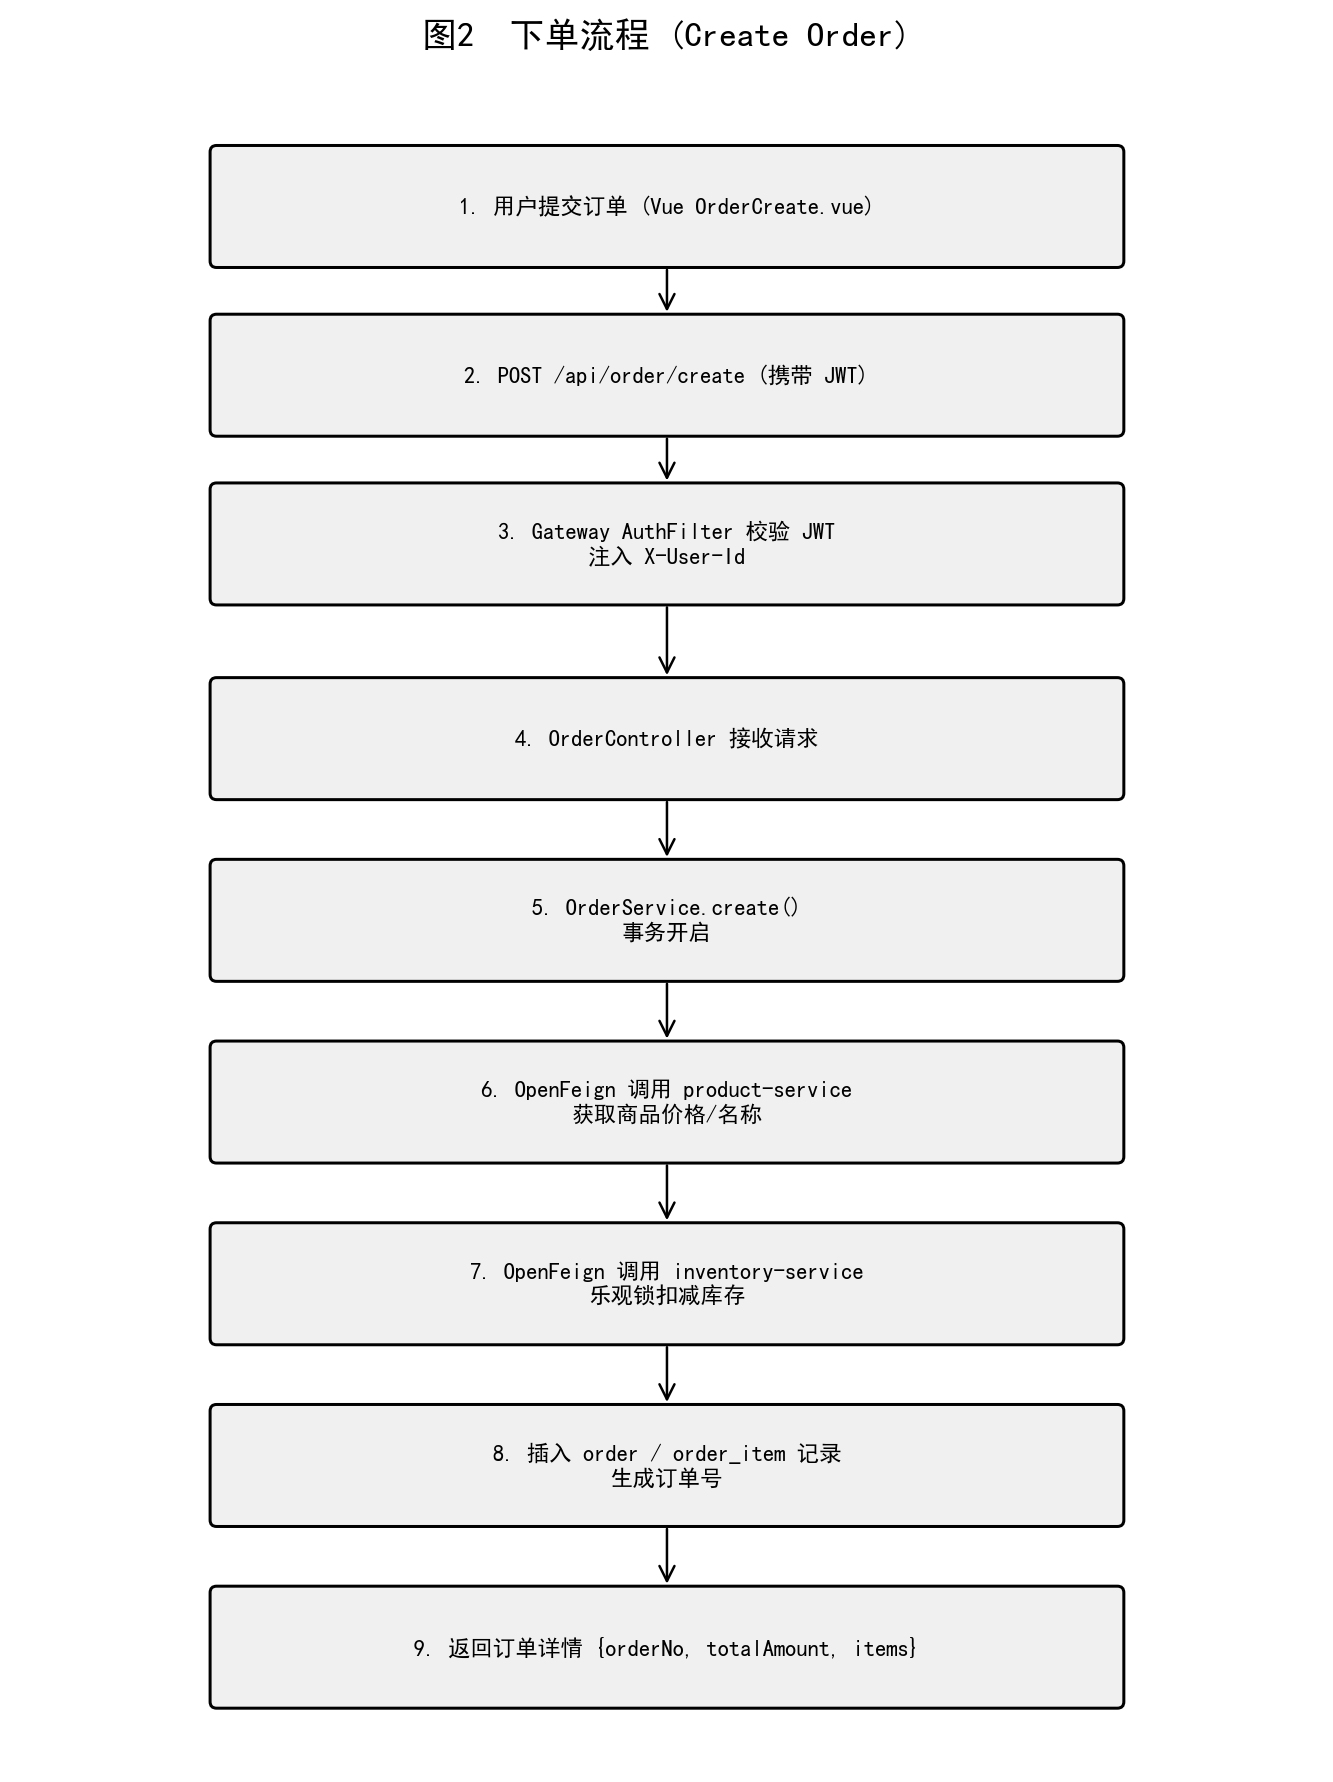 图2  下单流程 (Create Order)
1. 用户提交订单 (Vue OrderCreate.vue)
2. POST /api/order/create (携带 JWT)
3. Gateway AuthFilter 校验 JWT
注入 X-User-Id
4. OrderController 接收请求
5. OrderService.create()
事务开启
6. OpenFeign 调用 product-service
获取商品价格/名称
7. OpenFeign 调用 inventory-service
乐观锁扣减库存
8. 插入 order / order_item 记录
生成订单号
9. 返回订单详情 {orderNo, totalAmount, items}